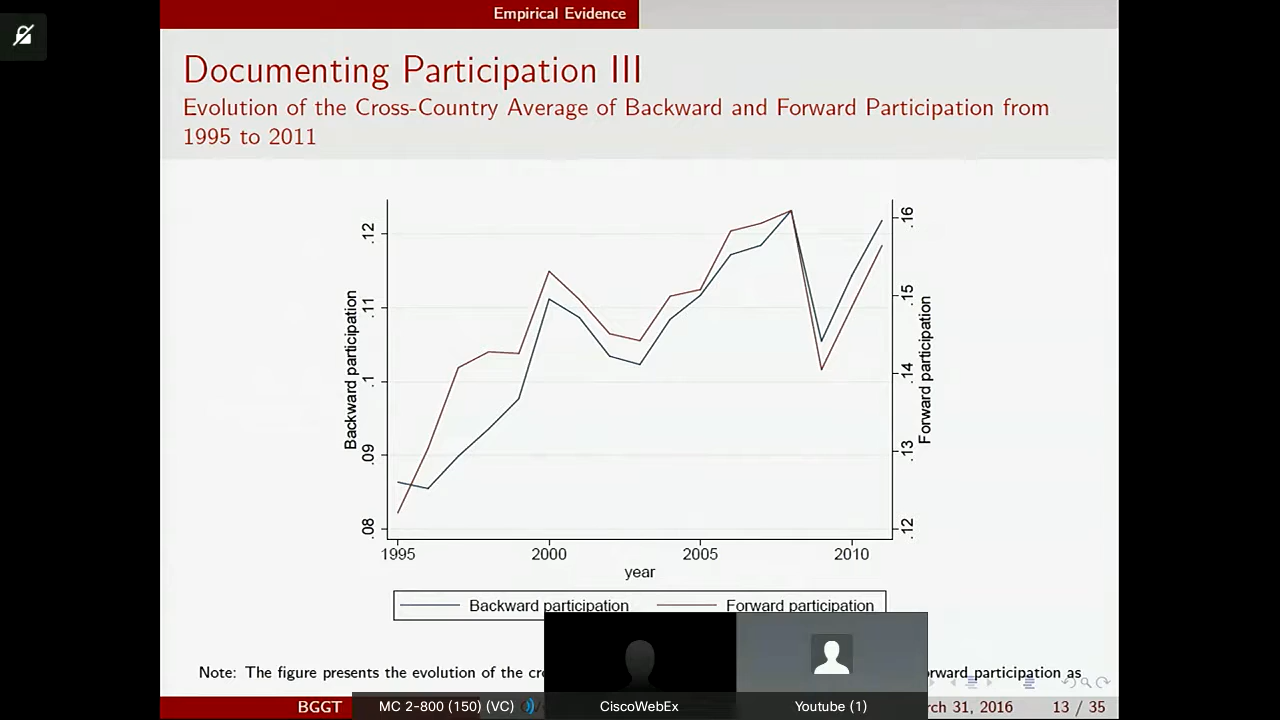 Empirical Evidence
Documenting Participation III
Evolution of the Cross-Country Average of Backward and Forward Participation from
1995 to 2011
Backward participation
.12
.11
.1
.09
.08
Forward participation
.16
.15
.14
.13
.12
1995 2000 2005 2010
year
Backward participation Forward participation
Note: The figure presents the evolution of the participation as
BGGT MC 2-800 (150) (VC) CiscoWebEx Youtube (1) 31, 2016 13 / 35